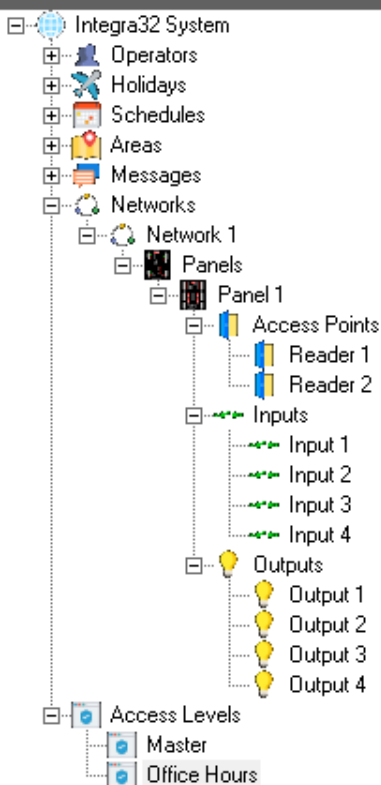 Integra32 System
Operators
Holidays
Schedules
Areas
Messages
Networks
Network 1
Panels
Panel 1
Access Points
Reader 1
Reader 2
Inputs
Input 1
Input 2
Input 3
Input 4
Outputs
Output 1
Output 2
Output 3
Output 4
Access Levels
Master
Office Hours